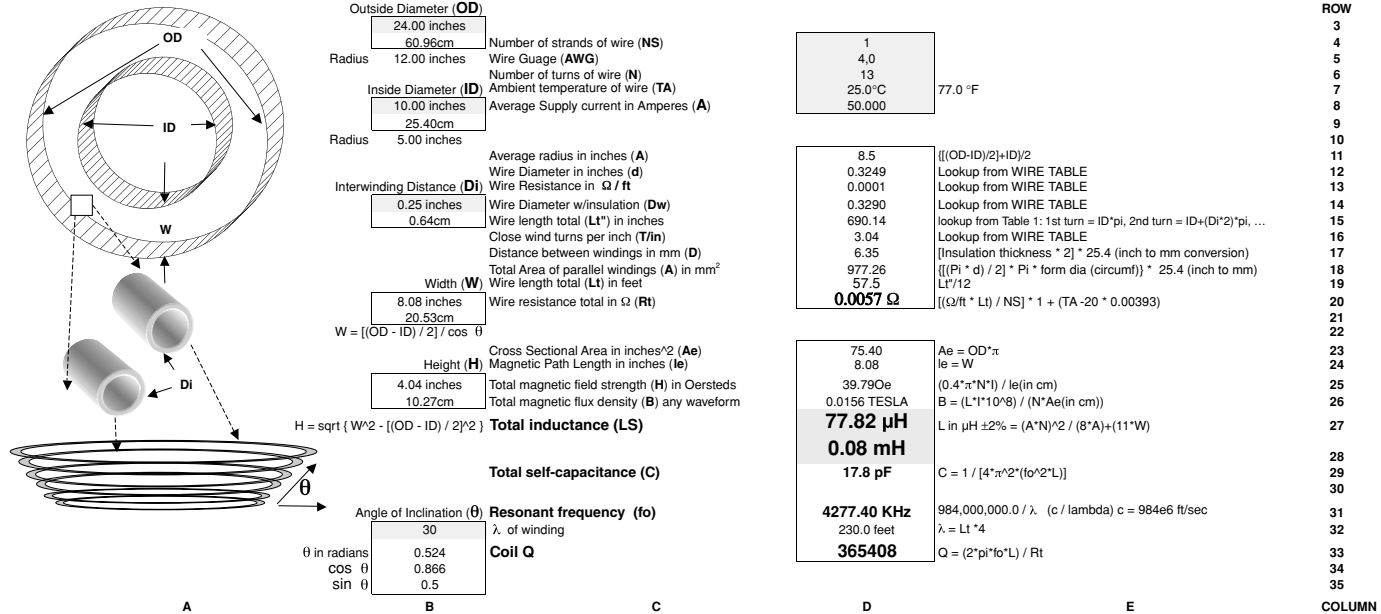 Outside Diameter (OD) ROW
24.00 inches 3
60.96cm Number of strands of wire (NS) 1 4
Radius 12.00 inches Wire Guage (AWG) 4,0 5
Number of turns of wire (N) 13 6
Inside Diameter (ID) Ambient temperature of wire (TA) 25.0°C 77.0 °F 7
10.00 inches Average Supply current in Amperes (A) 50.000 8
25.40cm 9
Radius 5.00 inches 10
Average radius in inches (A) 8.5 {[(OD-ID)/2]+ID}/2 11
Wire Diameter in inches (d) 0.3249 Lookup from WIRE TABLE 12
Interwinding Distance (Di) Wire Resistance in Ω / ft 0.0001 Lookup from WIRE TABLE 13
0.25 inches Wire Diameter w/insulation (Dw) 0.3290 Lookup from WIRE TABLE 14
0.64cm Wire length total (Lt") in inches 690.14 lookup from Table 1: 1st turn = ID*pi, 2nd turn = ID+(Di*2)*pi, … 15
Close wind turns per inch (T/in) 3.04 Lookup from WIRE TABLE 16
Distance between windings in mm (D) 6.35 [Insulation thickness * 2] * 25.4 (inch to mm conversion) 17
Total Area of parallel windings (A) in mm2 977.26 {[(Pi * d) / 2] * Pi * form dia (circumf)} * 25.4 (inch to mm) 18
Width (W) Wire length total (Lt) in feet 57.5 Lt"/12 19
8.08 inches Wire resistance total in Ω (Rt) 0.0057 Ω [(Ω/ft * Lt) / NS] * 1 + (TA -20 * 0.00393) 20
20.53cm 21
W = [(OD - ID) / 2] / cos θ 22
Cross Sectional Area in inches^2 (Ae) 75.40 Ae = OD*π 23
Height (H) Magnetic Path Length in inches (le) 8.08 le = W 24
4.04 inches Total magnetic field strength (H) in Oersteds 39.79Oe (0.4*π*N*I) / le(in cm) 25
10.27cm Total magnetic flux density (B) any waveform 0.0156 TESLA B = (L*I*10^8) / (N*Ae(in cm)) 26
H = sqrt { W^2 - [(OD - ID) / 2]^2 } Total inductance (LS) 77.82 µH L in µH ±2% = (A*N)^2 / (8*A)+(11*W) 27
0.08 mH 28
Total self-capacitance (C) 17.8 pF C = 1 / [4*π^2*(fo^2*L)] 29
30
Angle of Inclination (θ) Resonant frequency (fo) 4277.40 KHz 984,000,000.0 / λ (c / lambda) c = 984e6 ft/sec 31
30 λ of winding 230.0 feet λ = Lt *4 32
θ in radians 0.524 Coil Q 365408 Q = (2*pi*fo*L) / Rt 33
cos θ 0.866 34
sin θ 0.5 35
A B C D E COLUMN
OD
ID
W
Di
θ